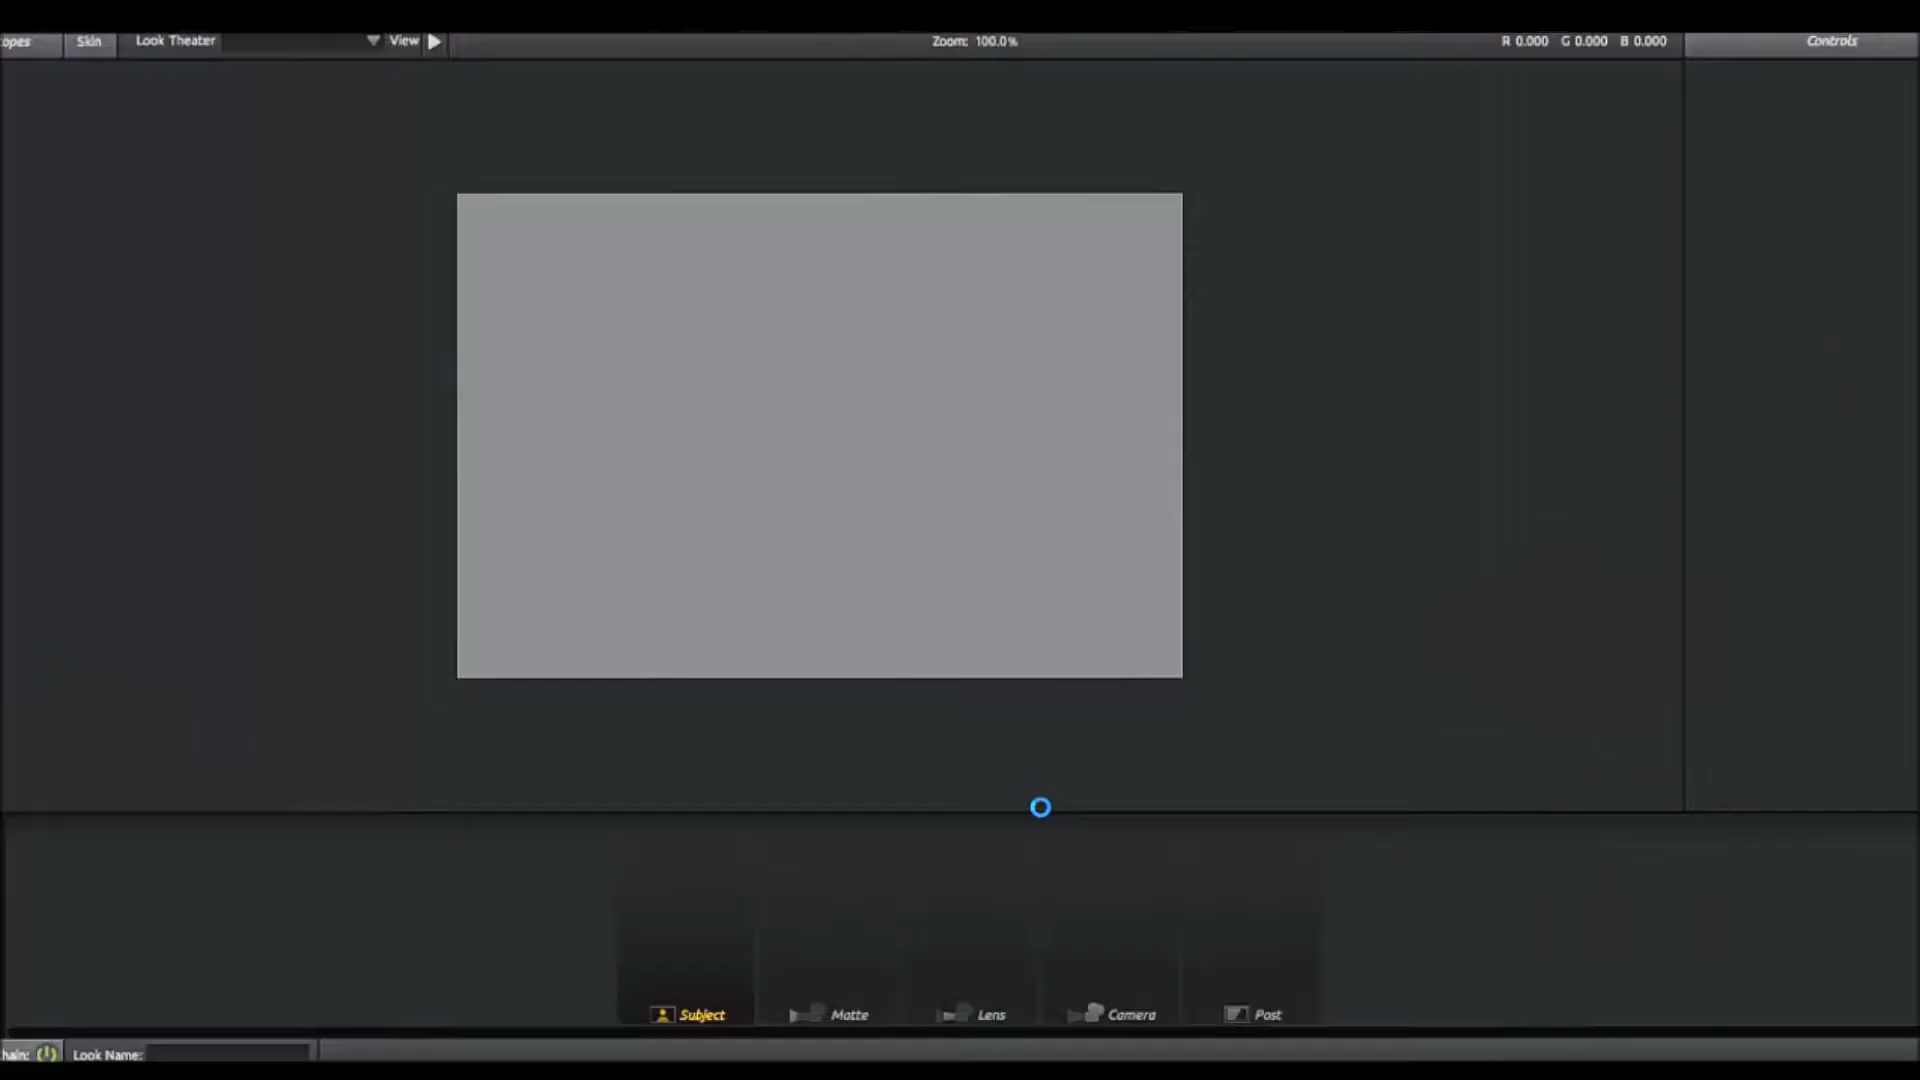 opes Skin Look Theater View Zoom: 100.0% R 0.000 G 0.000 B 0.000 Controls
Subject Matte Lens Camera Post
hain: Look Name: